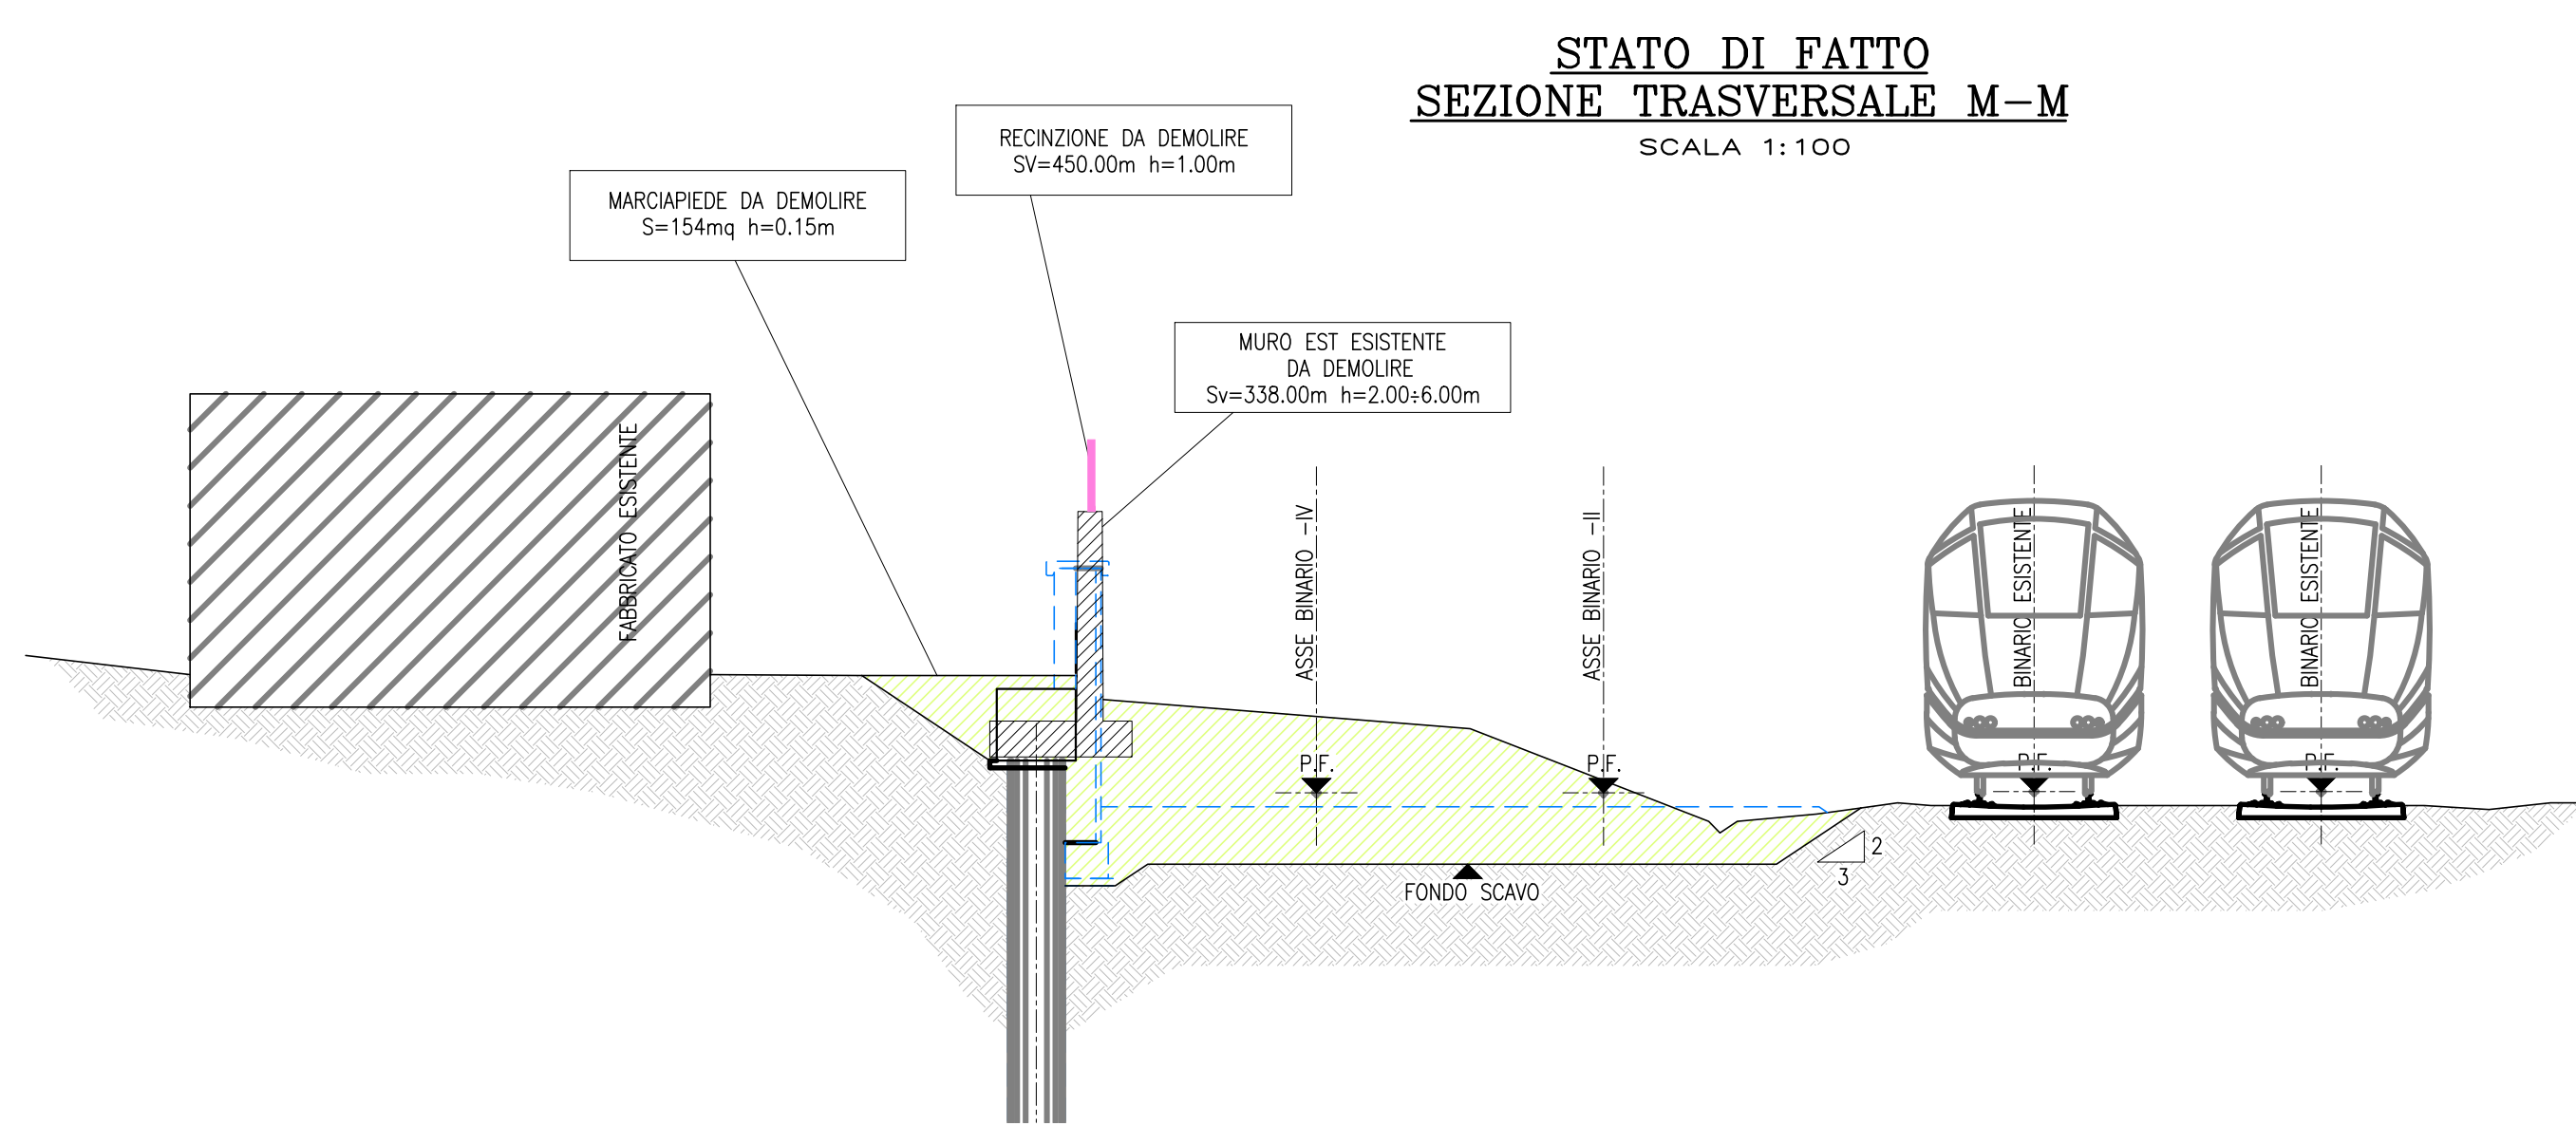 STATO DI FATTO
SEZIONE TRASVERSALE M-M
SCALA 1:100
RECINZIONE DA DEMOLIRE
SV=450.00m h=1.00m
MARCIAPIEDE DA DEMOLIRE
S=154mq h=0.15m
MURO EST ESISTENTE
DA DEMOLIRE
Sv=338.00m h=2.00÷6.00m
FABBRICATO ESISTENTE
ASSE BINARIO -IV
ASSE BINARIO -II
BINARIO ESISTENTE
BINARIO ESISTENTE
P.F.
P.F.
P.F.
P.F.
2
3
FONDO SCAVO